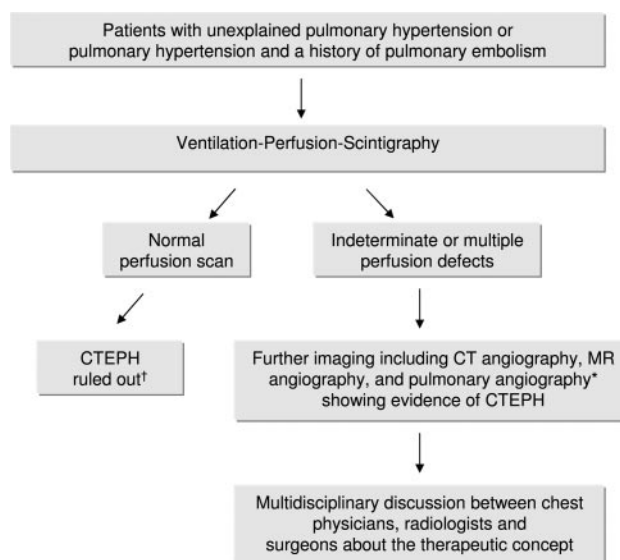 Patients with unexplained pulmonary hypertension or
pulmonary hypertension and a history of pulmonary embolism
Ventilation-Perfusion-Scintigraphy
Normal
perfusion scan
Indeterminate or multiple
perfusion defects
CTEPH
ruled out†
Further imaging including CT angiography, MR
angiography, and pulmonary angiography*
showing evidence of CTEPH
Multidisciplinary discussion between chest
physicians, radiologists and
surgeons about the therapeutic concept